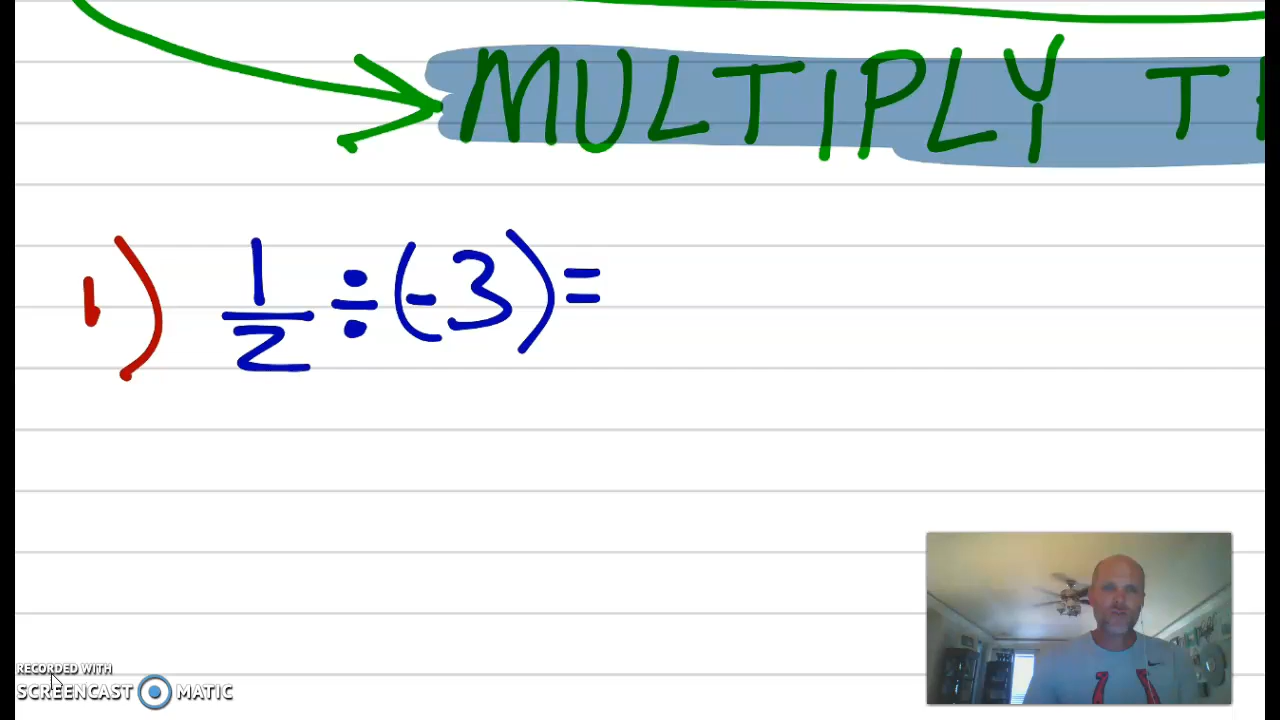 MULTIPLY
1) 1/2 ÷ (-3) =
RECORDED WITH
SCREENCAST MATIC